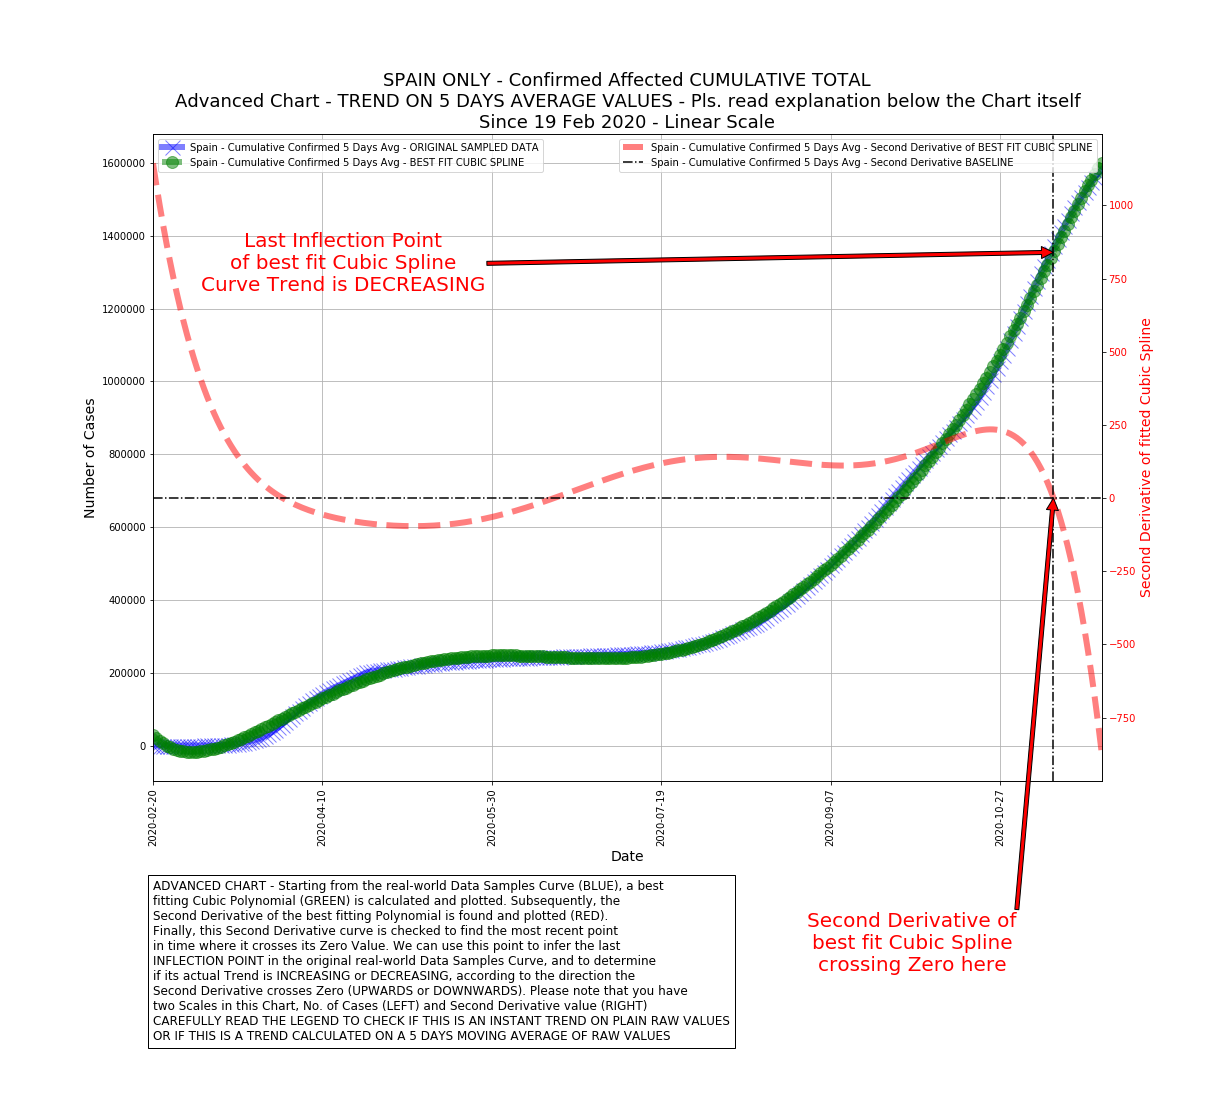 SPAIN ONLY - Confirmed Affected CUMULATIVE TOTAL
Advanced Chart - TREND ON 5 DAYS AVERAGE VALUES - Pls. read explanation below the Chart itself
Since 19 Feb 2020 - Linear Scale
Spain - Cumulative Confirmed 5 Days Avg - ORIGINAL SAMPLED DATA
Spain - Cumulative Confirmed 5 Days Avg - BEST FIT CUBIC SPLINE
Spain - Cumulative Confirmed 5 Days Avg - Second Derivative of BEST FIT CUBIC SPLINE
Spain - Cumulative Confirmed 5 Days Avg - Second Derivative BASELINE
Last Inflection Point
of best fit Cubic Spline
Curve Trend is DECREASING
Number of Cases
1600000
1400000
1200000
1000000
800000
600000
400000
200000
0
1000
750
500
250
0
−250
−500
−750
Second Derivative of fitted Cubic Spline
2020-02-20
2020-04-10
2020-05-30
2020-07-19
2020-09-07
2020-10-27
Date
Second Derivative of
best fit Cubic Spline
crossing Zero here
ADVANCED CHART - Starting from the real-world Data Samples Curve (BLUE), a best
fitting Cubic Polynomial (GREEN) is calculated and plotted. Subsequently, the
Second Derivative of the best fitting Polynomial is found and plotted (RED).
Finally, this Second Derivative curve is checked to find the most recent point
in time where it crosses its Zero Value. We can use this point to infer the last
INFLECTION POINT in the original real-world Data Samples Curve, and to determine
if its actual Trend is INCREASING or DECREASING, according to the direction the
Second Derivative crosses Zero (UPWARDS or DOWNWARDS). Please note that you have
two Scales in this Chart, No. of Cases (LEFT) and Second Derivative value (RIGHT)
CAREFULLY READ THE LEGEND TO CHECK IF THIS IS AN INSTANT TREND ON PLAIN RAW VALUES
OR IF THIS IS A TREND CALCULATED ON A 5 DAYS MOVING AVERAGE OF RAW VALUES